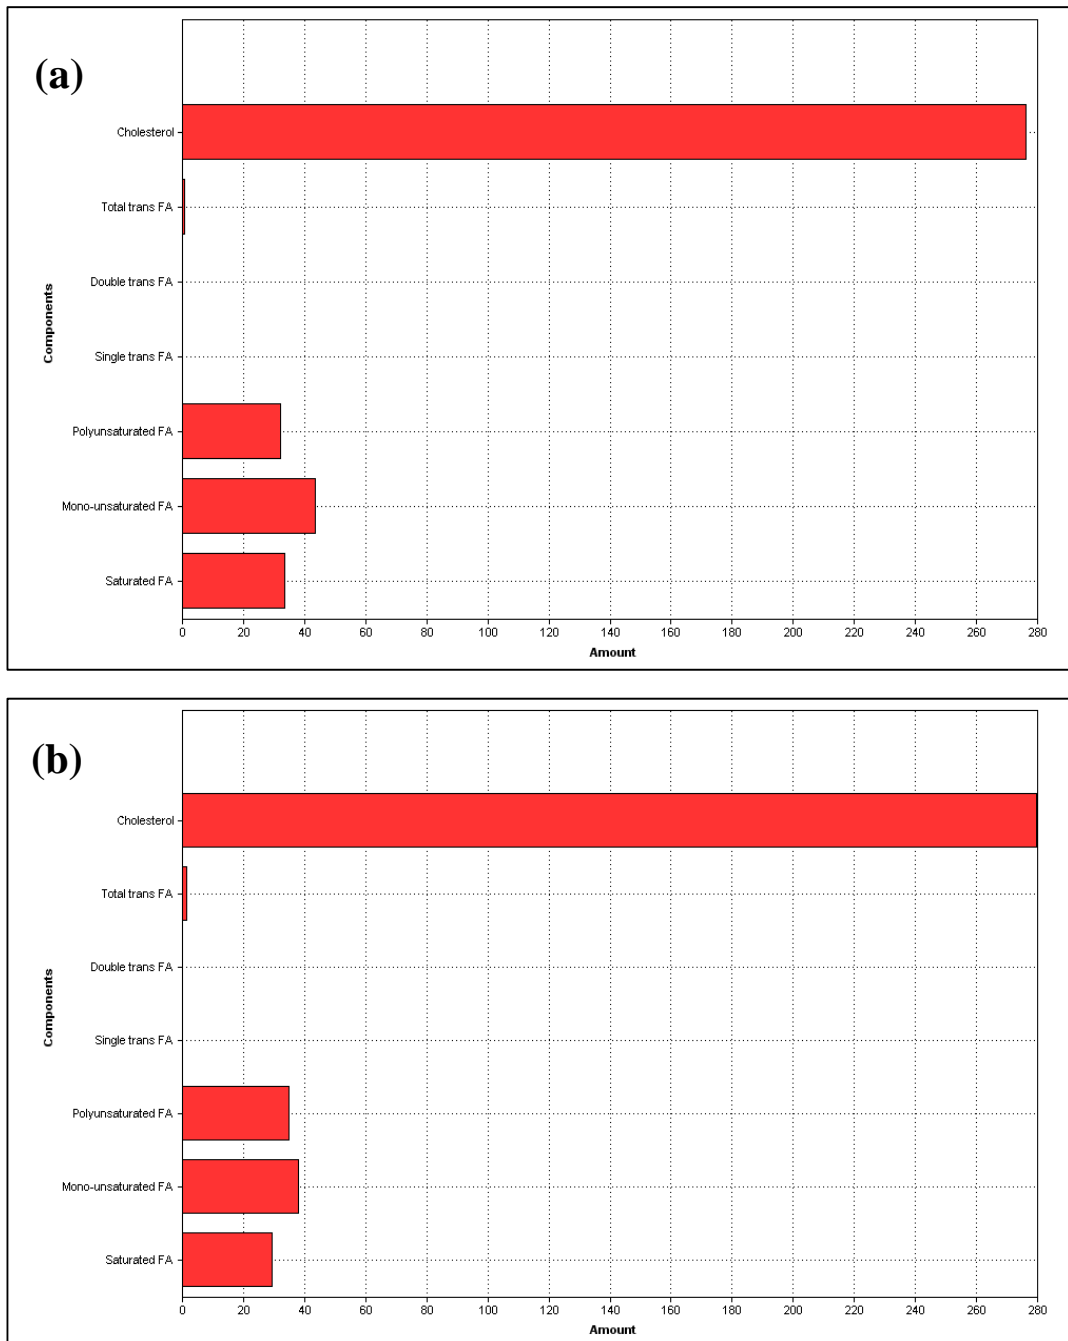 (a)
Cholesterol
Total trans FA
Double trans FA
Components
Single trans FA
Polyunsaturated FA
Mono-unsaturated FA
Saturated FA
0 20 40 60 80 100 120 140 160 180 200 220 240 260 280
Amount
(b)
Cholesterol
Total trans FA
Double trans FA
Components
Single trans FA
Polyunsaturated FA
Mono-unsaturated FA
Saturated FA
0 20 40 60 80 100 120 140 160 180 200 220 240 260 280
Amount